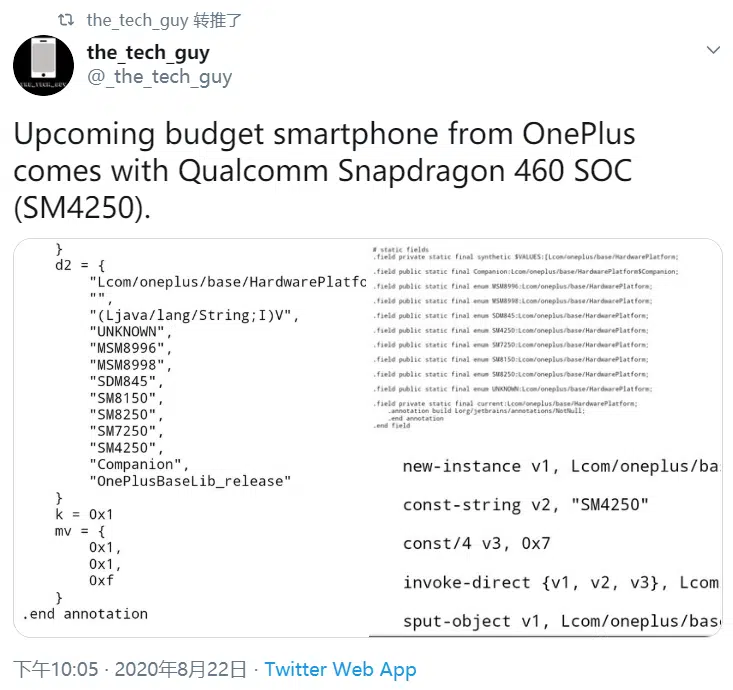 the_tech_guy 转推了
the_tech_guy
@_the_tech_guy
Upcoming budget smartphone from OnePlus
comes with Qualcomm Snapdragon 460 SOC
(SM4250).
}
d2 = {
"Lcom/oneplus/base/HardwarePlatfo
"",
"(Ljava/lang/String;I)V",
"UNKNOWN",
"MSM8996",
"MSM8998",
"SDM845",
"SM8150",
"SM8250",
"SM7250",
"SM4250",
"Companion",
"OnePlusBaseLib_release"
}
k = 0x1
mv = {
0x1,
0x1,
0xf
}
.end annotation
# static fields
.field private static final synthetic $VALUES:[Lcom/oneplus/base/HardwarePlatform;
.field public static final Companion:Lcom/oneplus/base/HardwarePlatform$Companion;
.field public static final enum MSM8996:Lcom/oneplus/base/HardwarePlatform;
.field public static final enum MSM8998:Lcom/oneplus/base/HardwarePlatform;
.field public static final enum SDM845:Lcom/oneplus/base/HardwarePlatform;
.field public static final enum SM4250:Lcom/oneplus/base/HardwarePlatform;
.field public static final enum SM7250:Lcom/oneplus/base/HardwarePlatform;
.field public static final enum SM8150:Lcom/oneplus/base/HardwarePlatform;
.field public static final enum SM8250:Lcom/oneplus/base/HardwarePlatform;
.field public static final enum UNKNOWN:Lcom/oneplus/base/HardwarePlatform;
.field private static final current:Lcom/oneplus/base/HardwarePlatform;
.annotation build Lorg/jetbrains/annotations/NotNull;
.end annotation
.end field
new-instance v1, Lcom/oneplus/ba
const-string v2, "SM4250"
const/4 v3, 0x7
invoke-direct {v1, v2, v3}, Lcom
sput-object v1, Lcom/oneplus/bas
下午10:05 · 2020年8月22日 · Twitter Web App